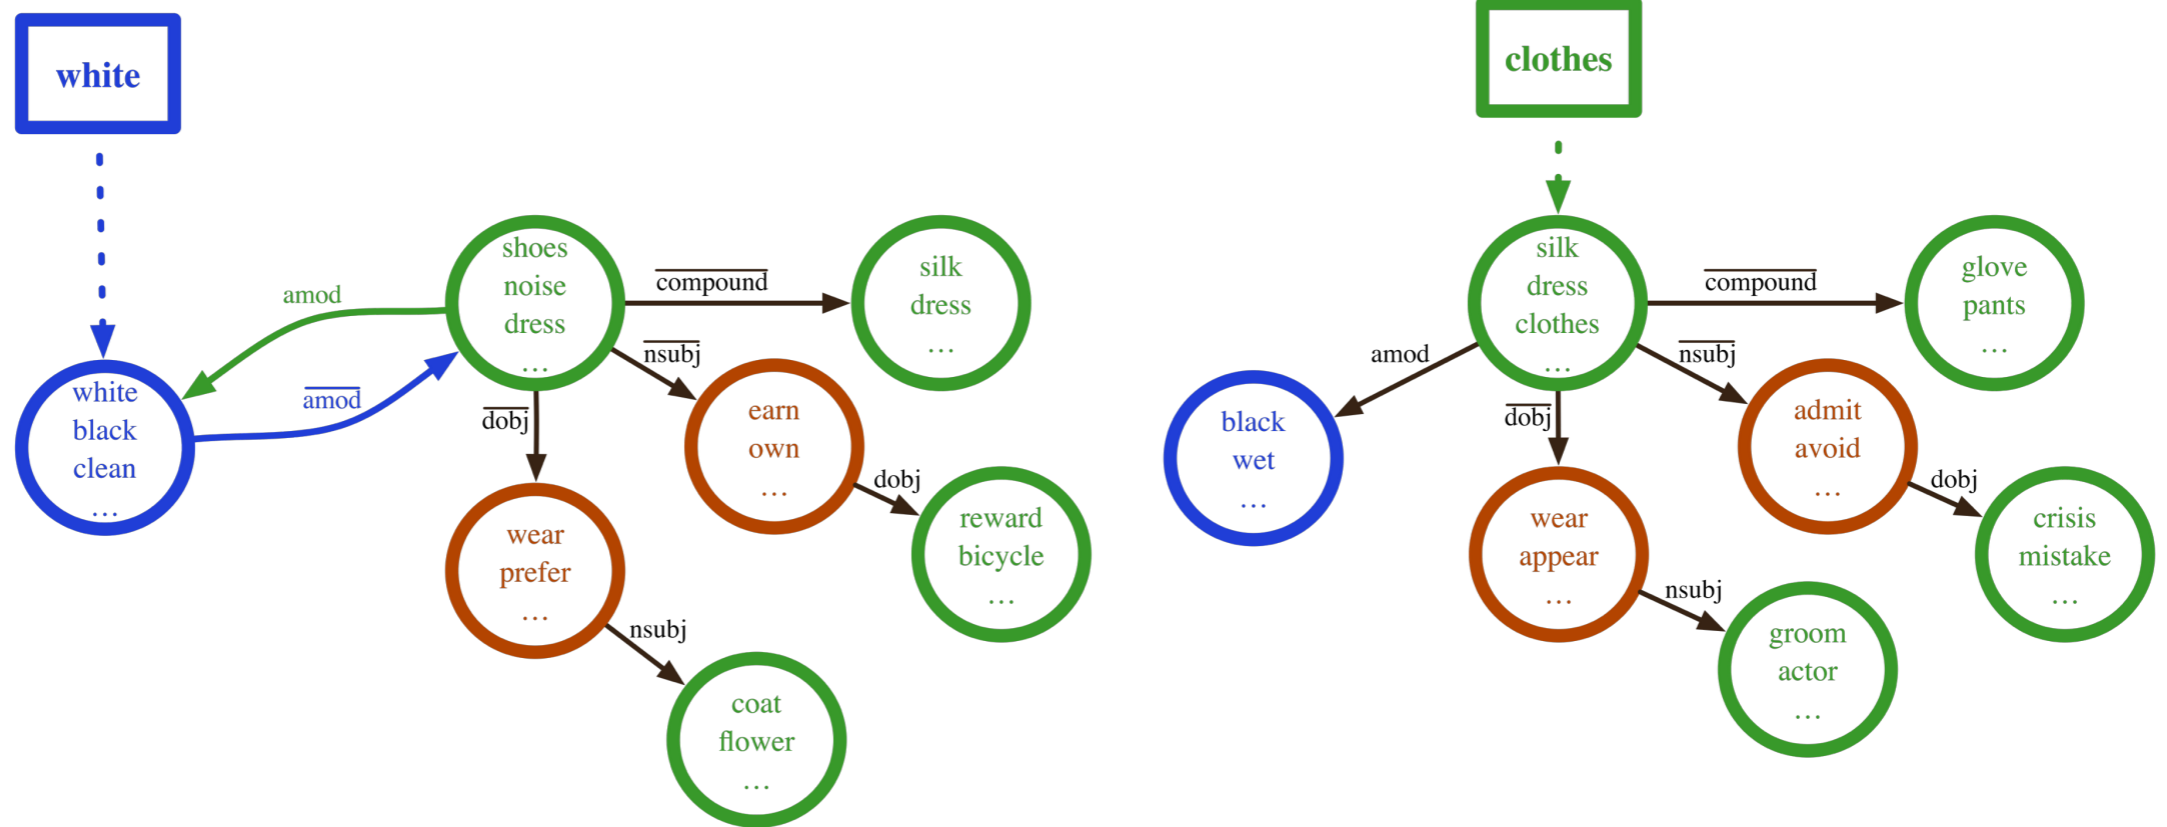 white
white
black
clean
...
amod
amod
shoes
noise
dress
...
compound
silk
dress
...
nsubj
earn
own
...
dobj
reward
bicycle
...
dobj
wear
prefer
...
nsubj
coat
flower
...
clothes
silk
dress
clothes
...
compound
glove
pants
...
amod
black
wet
...
nsubj
admit
avoid
...
dobj
crisis
mistake
...
dobj
wear
appear
...
nsubj
groom
actor
...